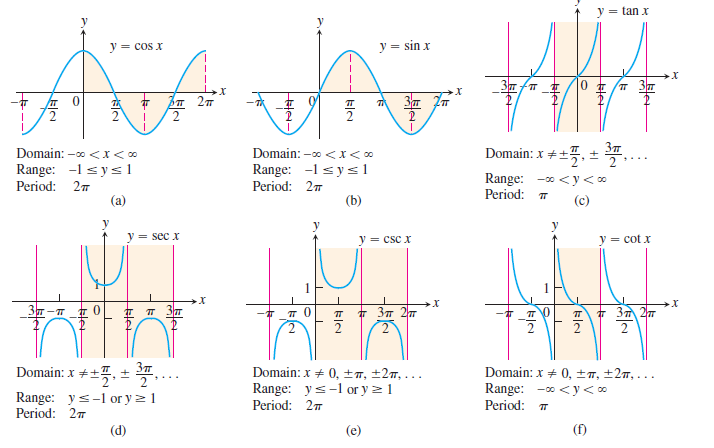 y
y = cos x
–π –π/2 0 π/2 π 3π/2 2π x
Domain: –∞ < x < ∞
Range: –1 ≤ y ≤ 1
Period: 2π
(a)
y
y = sin x
–π –π/2 0 π/2 π 3π/2 2π x
Domain: –∞ < x < ∞
Range: –1 ≤ y ≤ 1
Period: 2π
(b)
y
y = tan x
–3π/2 –π –π/2 0 π/2 π 3π/2 x
Domain: x ≠ ±π/2, ±3π/2, . . .
Range: –∞ < y < ∞
Period: π
(c)
y
y = sec x
1
–3π/2 –π –π/2 0 π/2 π 3π/2 x
Domain: x ≠ ±π/2, ±3π/2, . . .
Range: y ≤ –1 or y ≥ 1
Period: 2π
(d)
y
y = csc x
1
–π –π/2 0 π/2 π 3π/2 2π x
Domain: x ≠ 0, ±π, ±2π, . . .
Range: y ≤ –1 or y ≥ 1
Period: 2π
(e)
y
y = cot x
1
–π –π/2 0 π/2 π 3π/2 2π x
Domain: x ≠ 0, ±π, ±2π, . . .
Range: –∞ < y < ∞
Period: π
(f)